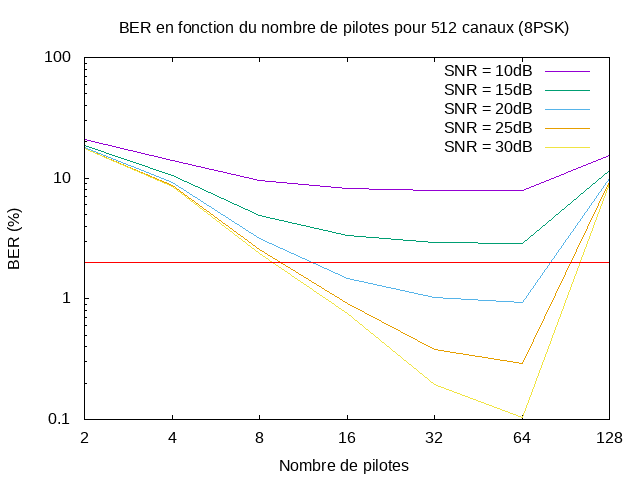 BER en fonction du nombre de pilotes pour 512 canaux (8PSK)
100
10
1
0.1
BER (%)
SNR = 10dB
SNR = 15dB
SNR = 20dB
SNR = 25dB
SNR = 30dB
2 4 8 16 32 64 128
Nombre de pilotes